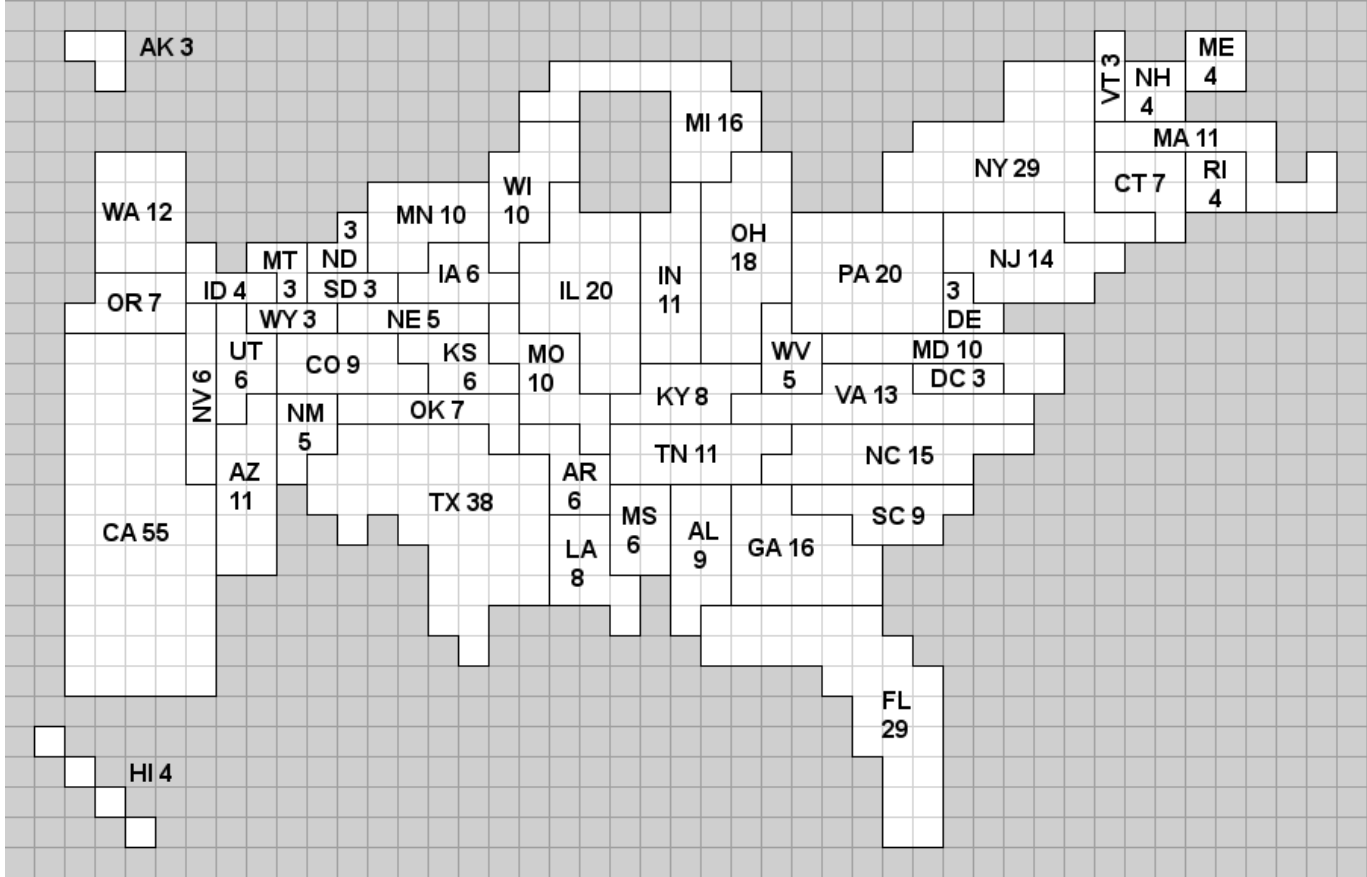 AK 3
VT 3
ME
4
NH
4
MI 16
MA 11
NY 29
CT 7
RI
4
WI
10
WA 12
MN 10
3
ND
OH
18
MT
3
IA 6
PA 20
NJ 14
OR 7
ID 4
SD 3
IL 20
IN
11
3
DE
WY 3
NE 5
NV 6
UT
6
CO 9
KS
6
MO
10
WV
5
MD 10
DC 3
KY 8
VA 13
NM
5
OK 7
TN 11
NC 15
AZ
11
TX 38
AR
6
CA 55
MS
6
AL
9
GA 16
SC 9
LA
8
FL
29
HI 4